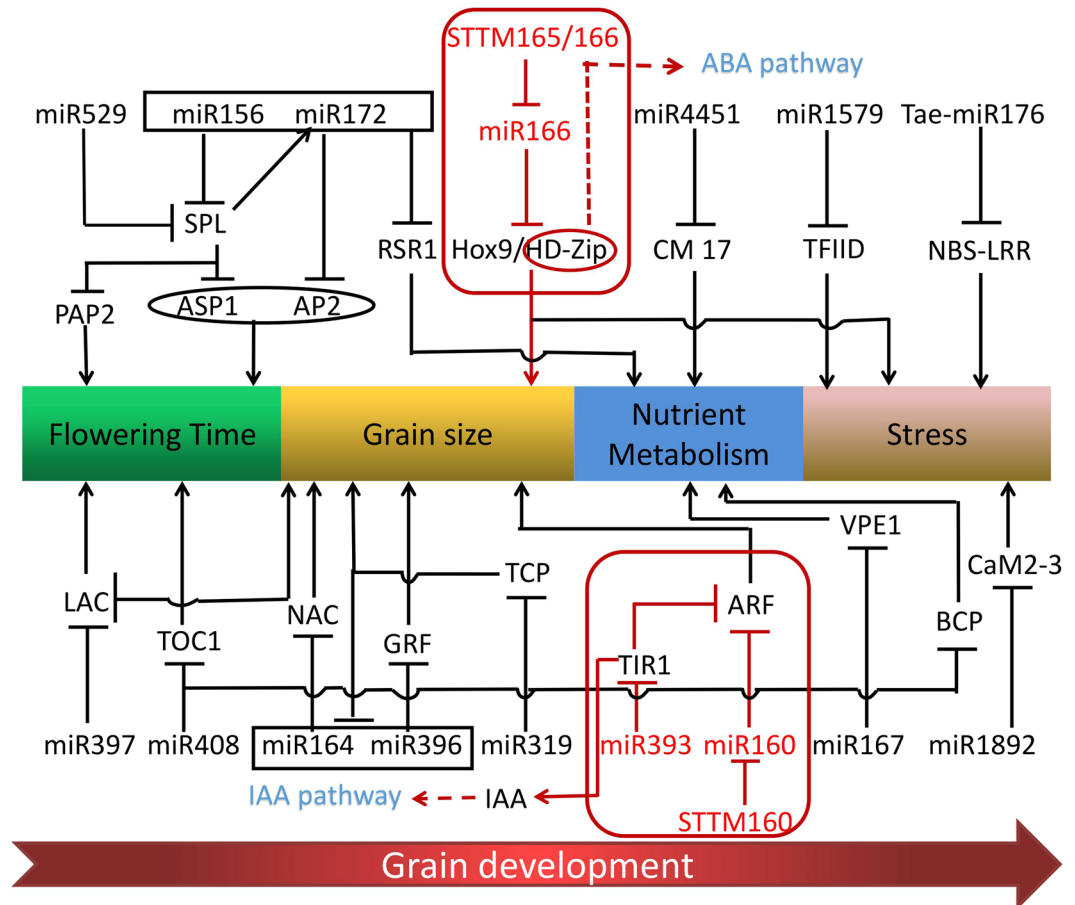 STTM165/166
ABA pathway
miR529
miR156
miR172
miR166
miR4451
miR1579
Tae-miR176
SPL
RSR1
Hox9/HD-Zip
CM 17
TFIID
NBS-LRR
PAP2
ASP1
AP2
Flowering Time
Grain size
Nutrient
Metabolism
Stress
VPE1
TCP
CaM2-3
LAC
NAC
ARF
BCP
TOC1
GRF
TIR1
miR397
miR408
miR164
miR396
miR319
miR393
miR160
miR167
miR1892
IAA pathway
IAA
STTM160
Grain development